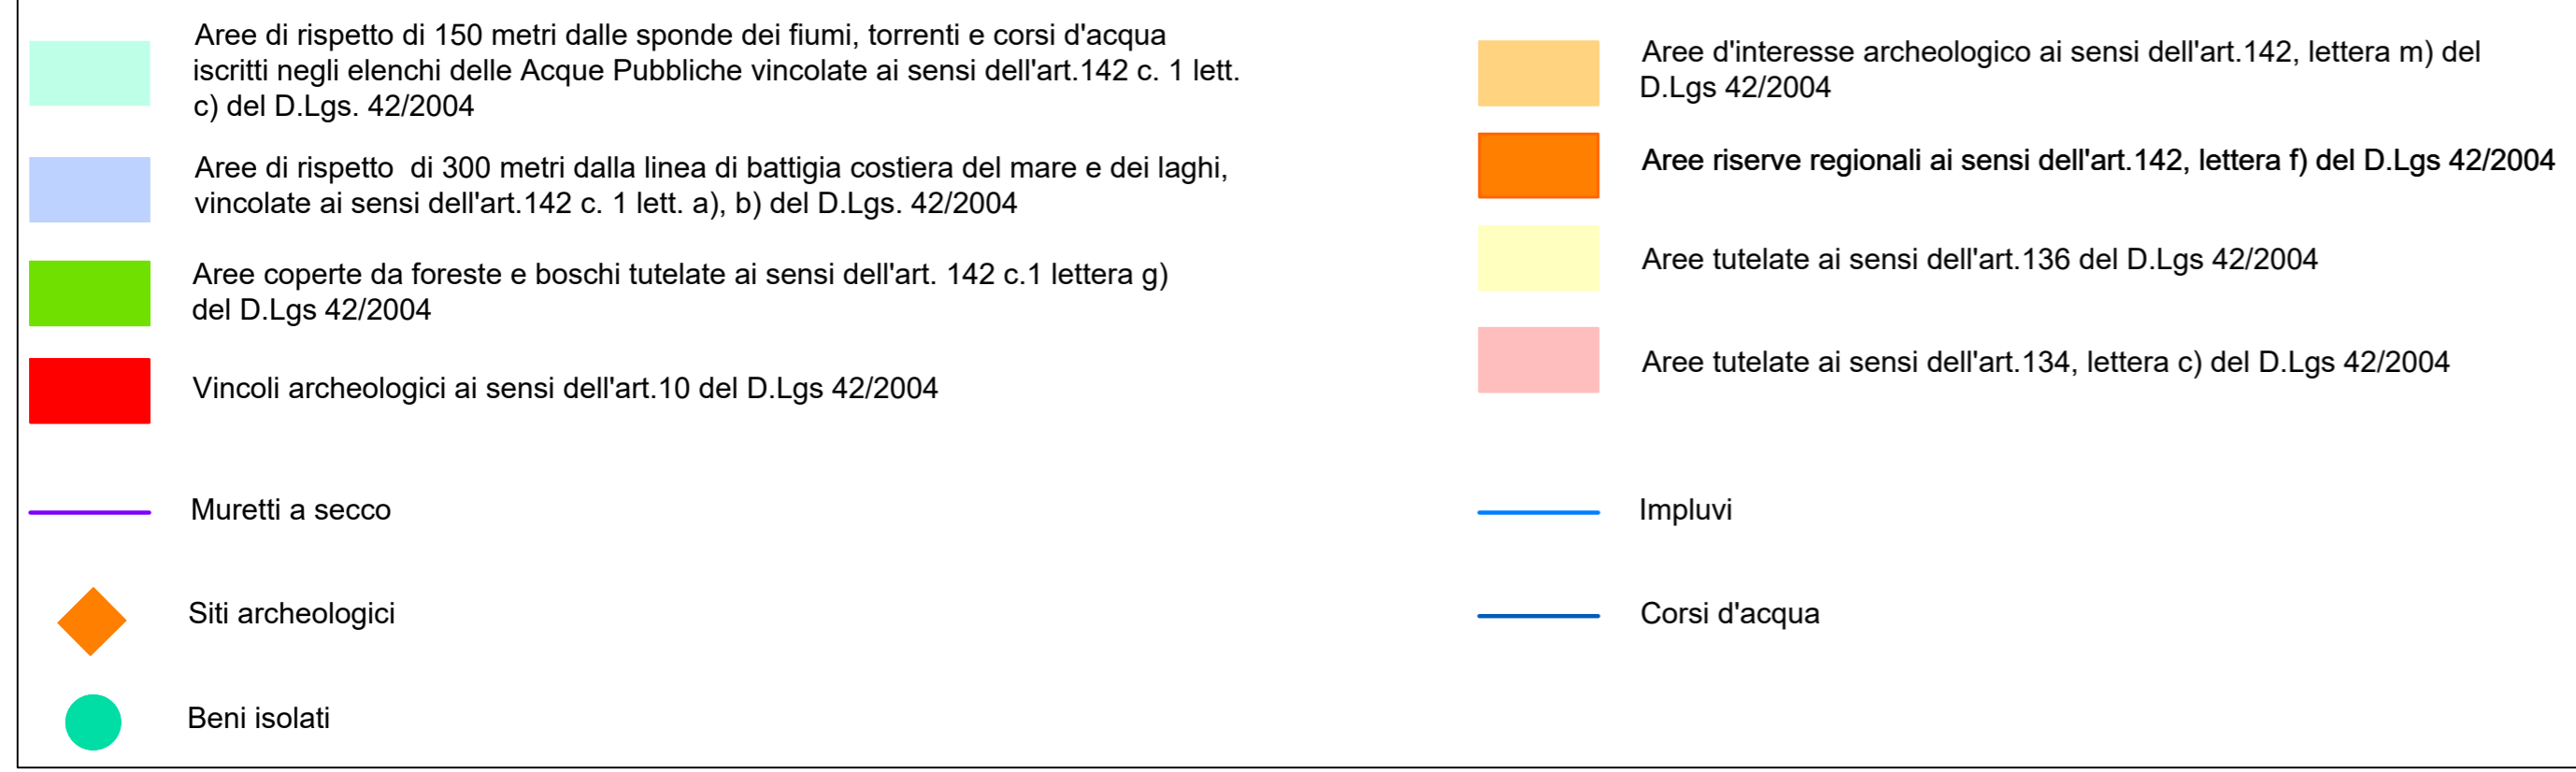 Aree di rispetto di 150 metri dalle sponde dei fiumi, torrenti e corsi d'acqua
iscritti negli elenchi delle Acque Pubbliche vincolate ai sensi dell'art.142 c. 1 lett.
c) del D.Lgs. 42/2004
Aree di rispetto  di 300 metri dalla linea di battigia costiera del mare e dei laghi,
vincolate ai sensi dell'art.142 c. 1 lett. a), b) del D.Lgs. 42/2004
Aree coperte da foreste e boschi tutelate ai sensi dell'art. 142 c.1 lettera g)
del D.Lgs 42/2004
Vincoli archeologici ai sensi dell'art.10 del D.Lgs 42/2004
Muretti a secco
Siti archeologici
Beni isolati
Aree d'interesse archeologico ai sensi dell'art.142, lettera m) del
D.Lgs 42/2004
Aree riserve regionali ai sensi dell'art.142, lettera f) del D.Lgs 42/2004
Aree tutelate ai sensi dell'art.136 del D.Lgs 42/2004
Aree tutelate ai sensi dell'art.134, lettera c) del D.Lgs 42/2004
Impluvi
Corsi d'acqua